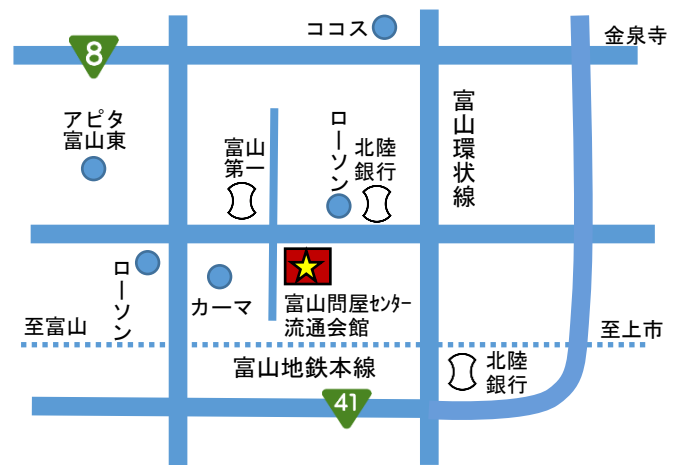 ココス
金泉寺
8
アピタ
富山東
富山
第一
ローソン
北陸
銀行
富山環状線
ローソン
カーマ
富山問屋ｾﾝﾀｰ
流通会館
至富山
至上市
富山地鉄本線
北陸
銀行
41